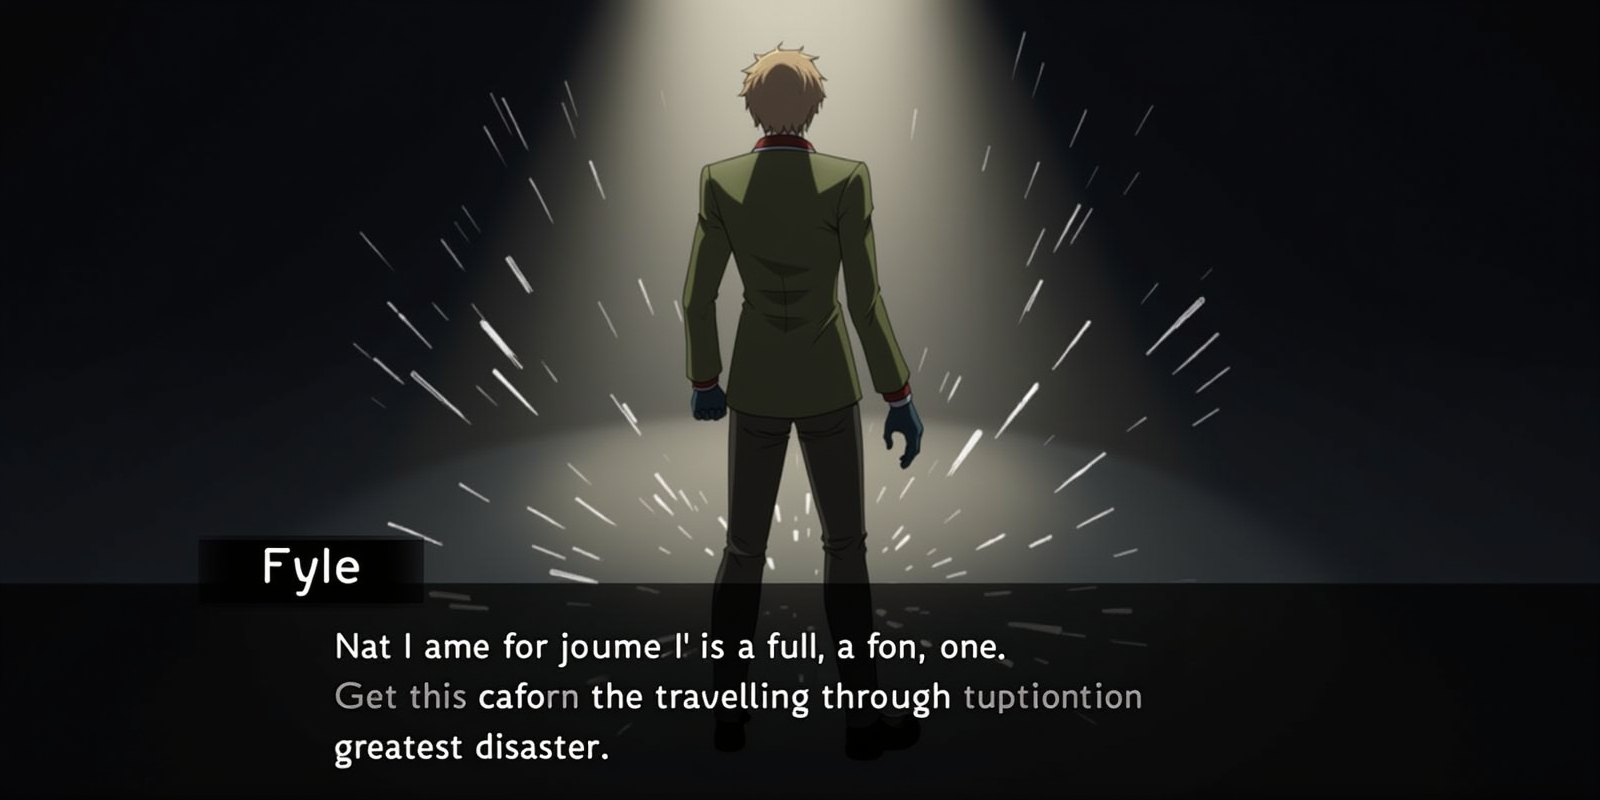 Fyle
Nat I ame for joume I' is a full, a fon, one.
Get this caforn the travelling through tuptiontion
greatest disaster.